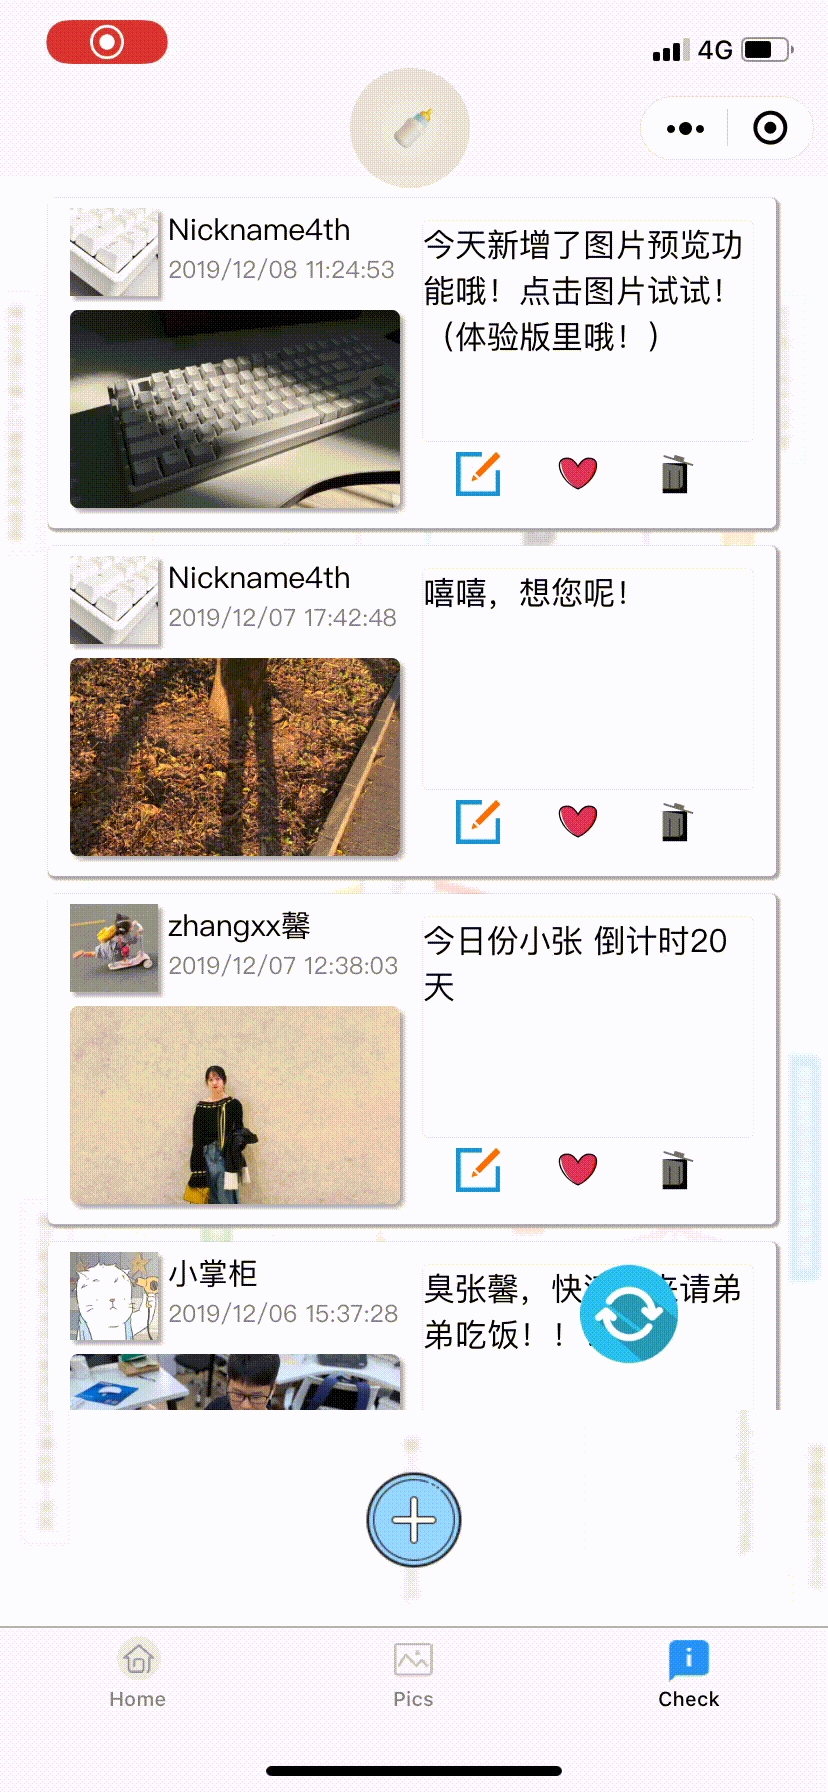 4G
Nickname4th
2019/12/08 11:24:53
今天新增了图片预览功
能哦！点击图片试试！
（体验版里哦！）
Nickname4th
2019/12/07 17:42:48
嘻嘻，想您呢！
zhangxx馨
2019/12/07 12:38:03
今日份小张 倒计时20
天
小掌柜
2019/12/06 15:37:28
臭张馨，快请弟
弟吃饭！！
Home
Pics
Check